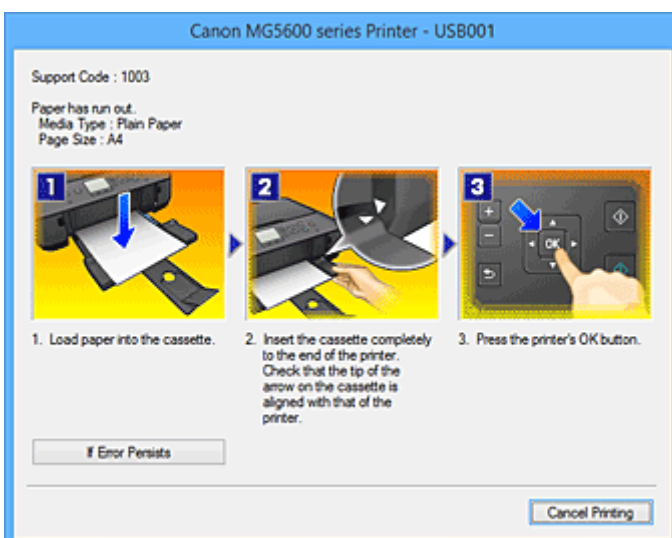 Canon MG5600 series Printer - USB001
Support Code : 1003
Paper has run out.
Media Type : Plain Paper
Page Size : A4
1
2
3
+
-
OK
1. Load paper into the cassette.
2. Insert the cassette completely
to the end of the printer.
Check that the tip of the
arrow on the cassette is
aligned with that of the
printer.
3. Press the printer's OK button.
If Error Persists
Cancel Printing